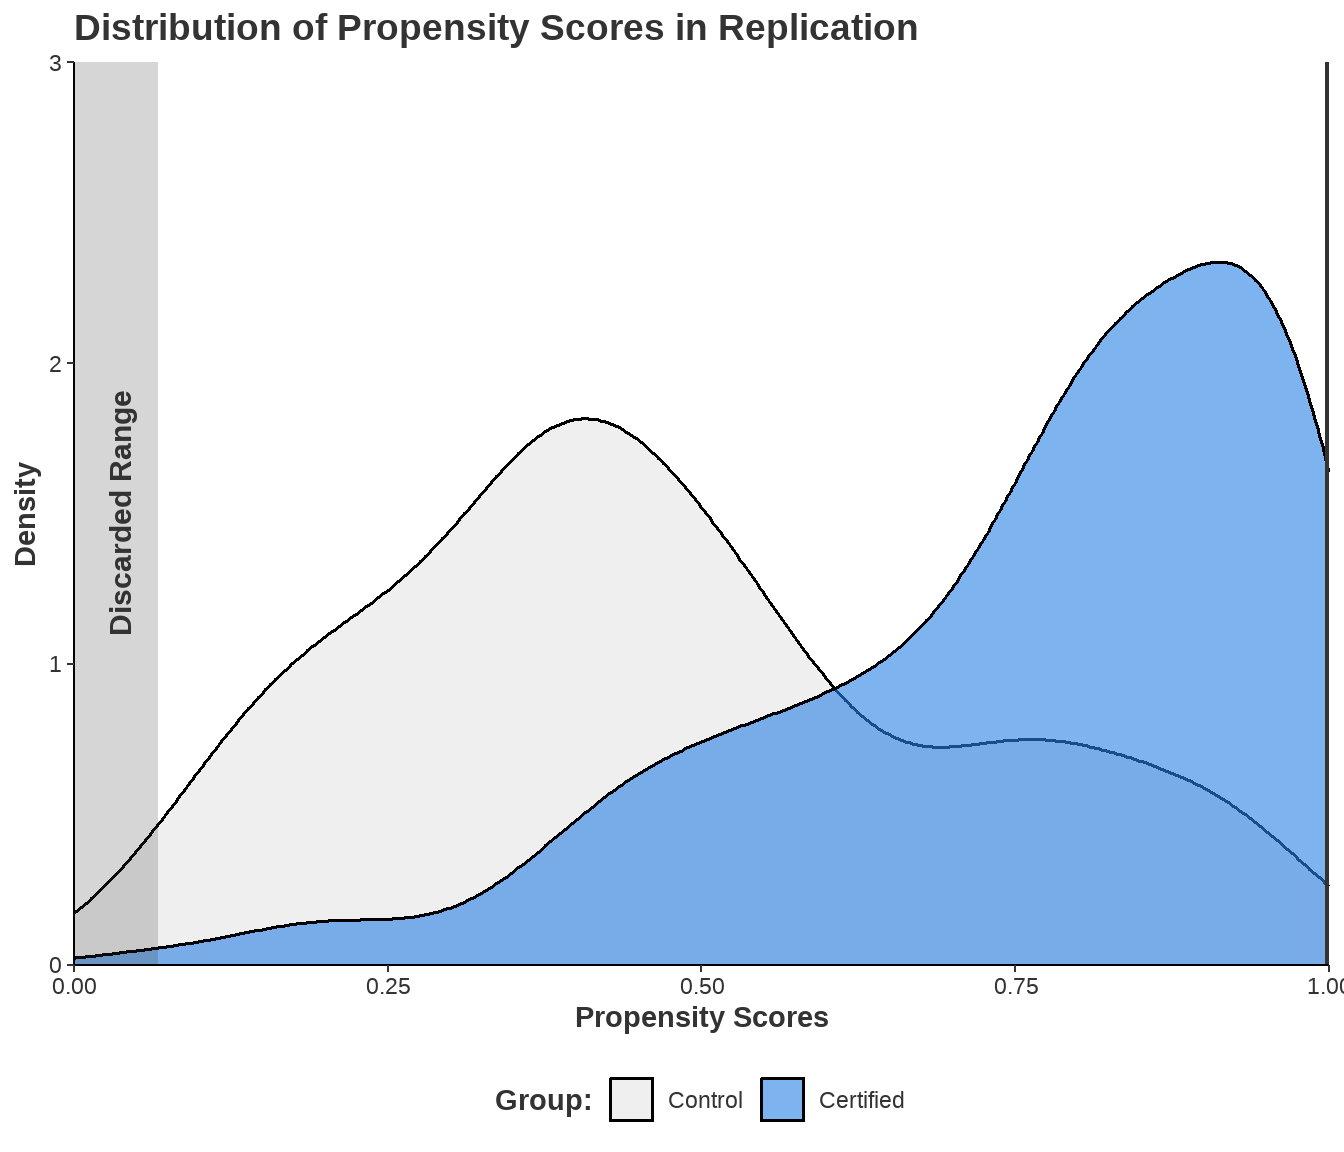 Distribution of Propensity Scores in Replication
3
2
1
0
Density
Discarded Range
0.00
0.25
0.50
0.75
1.00
Propensity Scores
Group:
Control
Certified